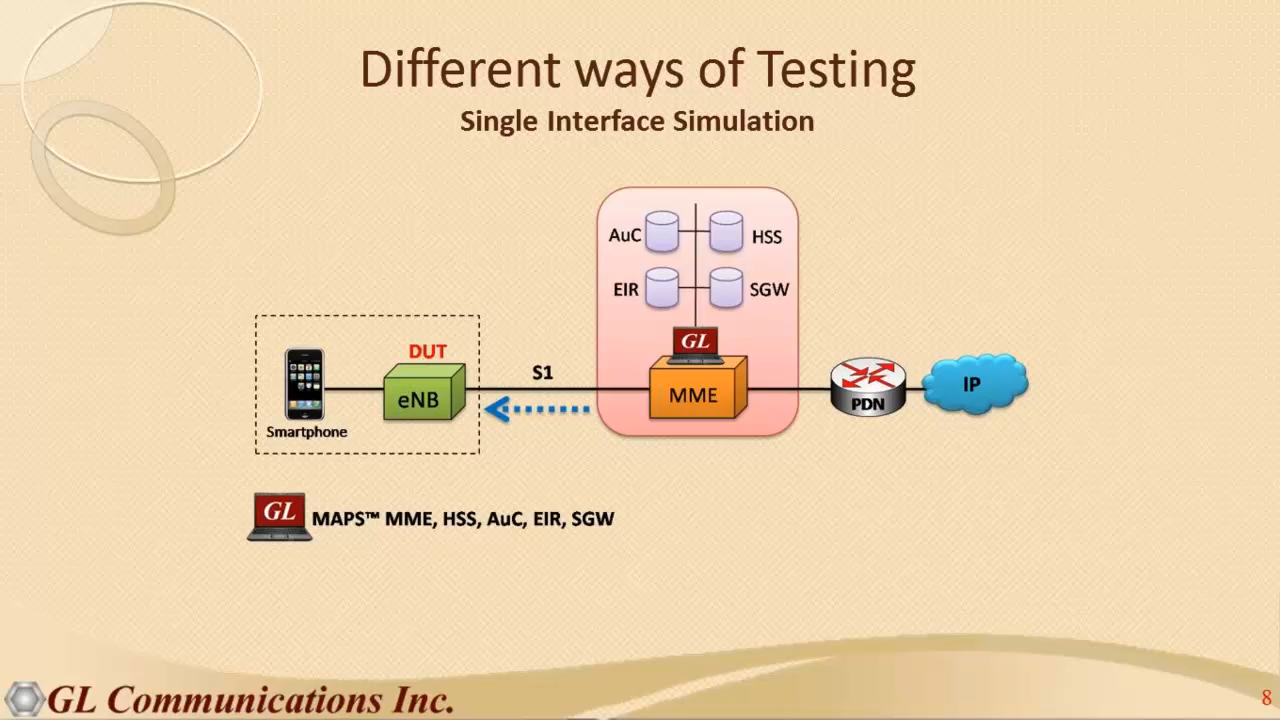 Different ways of Testing
Single Interface Simulation
AuC
HSS
EIR
SGW
GL
DUT
S1
eNB
MME
PDN
IP
Smartphone
GL
MAPS™ MME, HSS, AuC, EIR, SGW
GL Communications Inc.
8